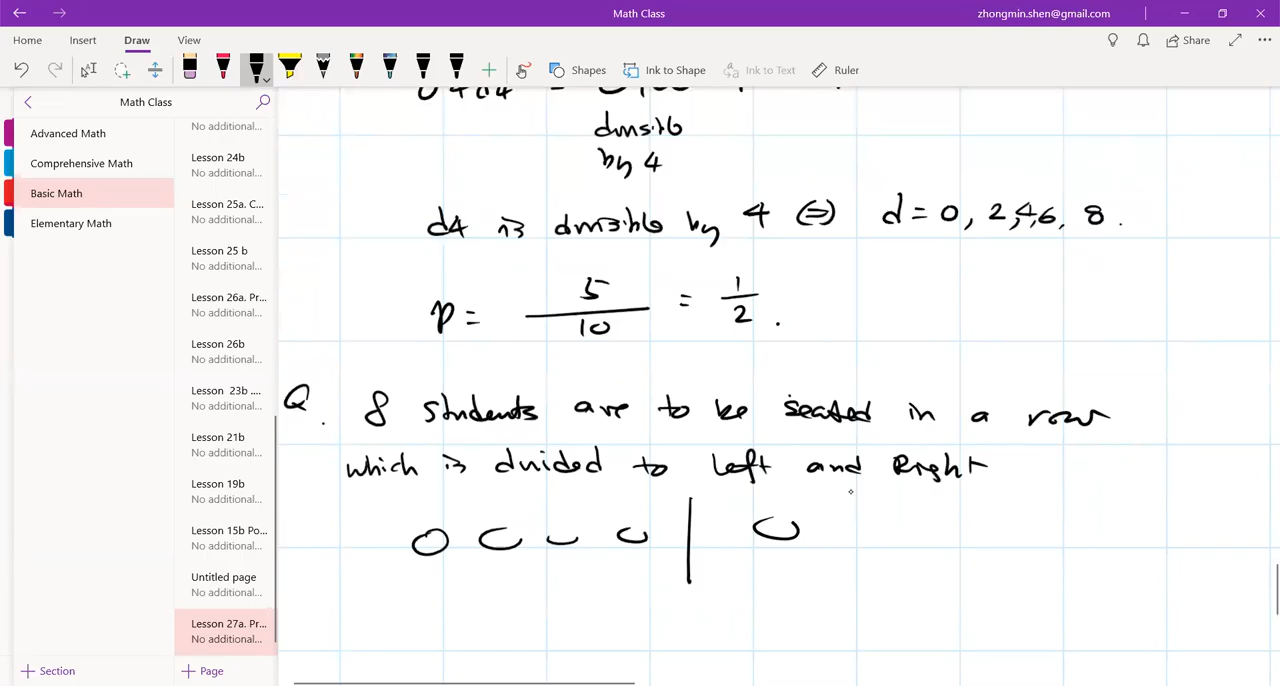 Math Class
zhongmin.shen@gmail.com
Home
Insert
Draw
View
Share
Shapes
Ink to Shape
Ink to Text
Ruler
Math Class
Advanced Math
Comprehensive Math
Basic Math
Elementary Math
No additional...
Lesson 24b
No additional...
Lesson 25a. C...
No additional...
Lesson 25 b
No additional...
Lesson 26a. Pr...
No additional...
Lesson 26b
No additional...
Lesson 23b ....
No additional...
Lesson 21b
No additional...
Lesson 19b
No additional...
Lesson 15b Po...
No additional...
Untitled page
No additional...
Lesson 27a. Pr...
No additional...
Section
Page
divisible
by 4
d4 is divisible by 4 ⇔ d = 0, 2, 4, 6, 8.
p = 5/10 = 1/2.
Q. 8 students are to be seated in a row
which is divided to left and Right